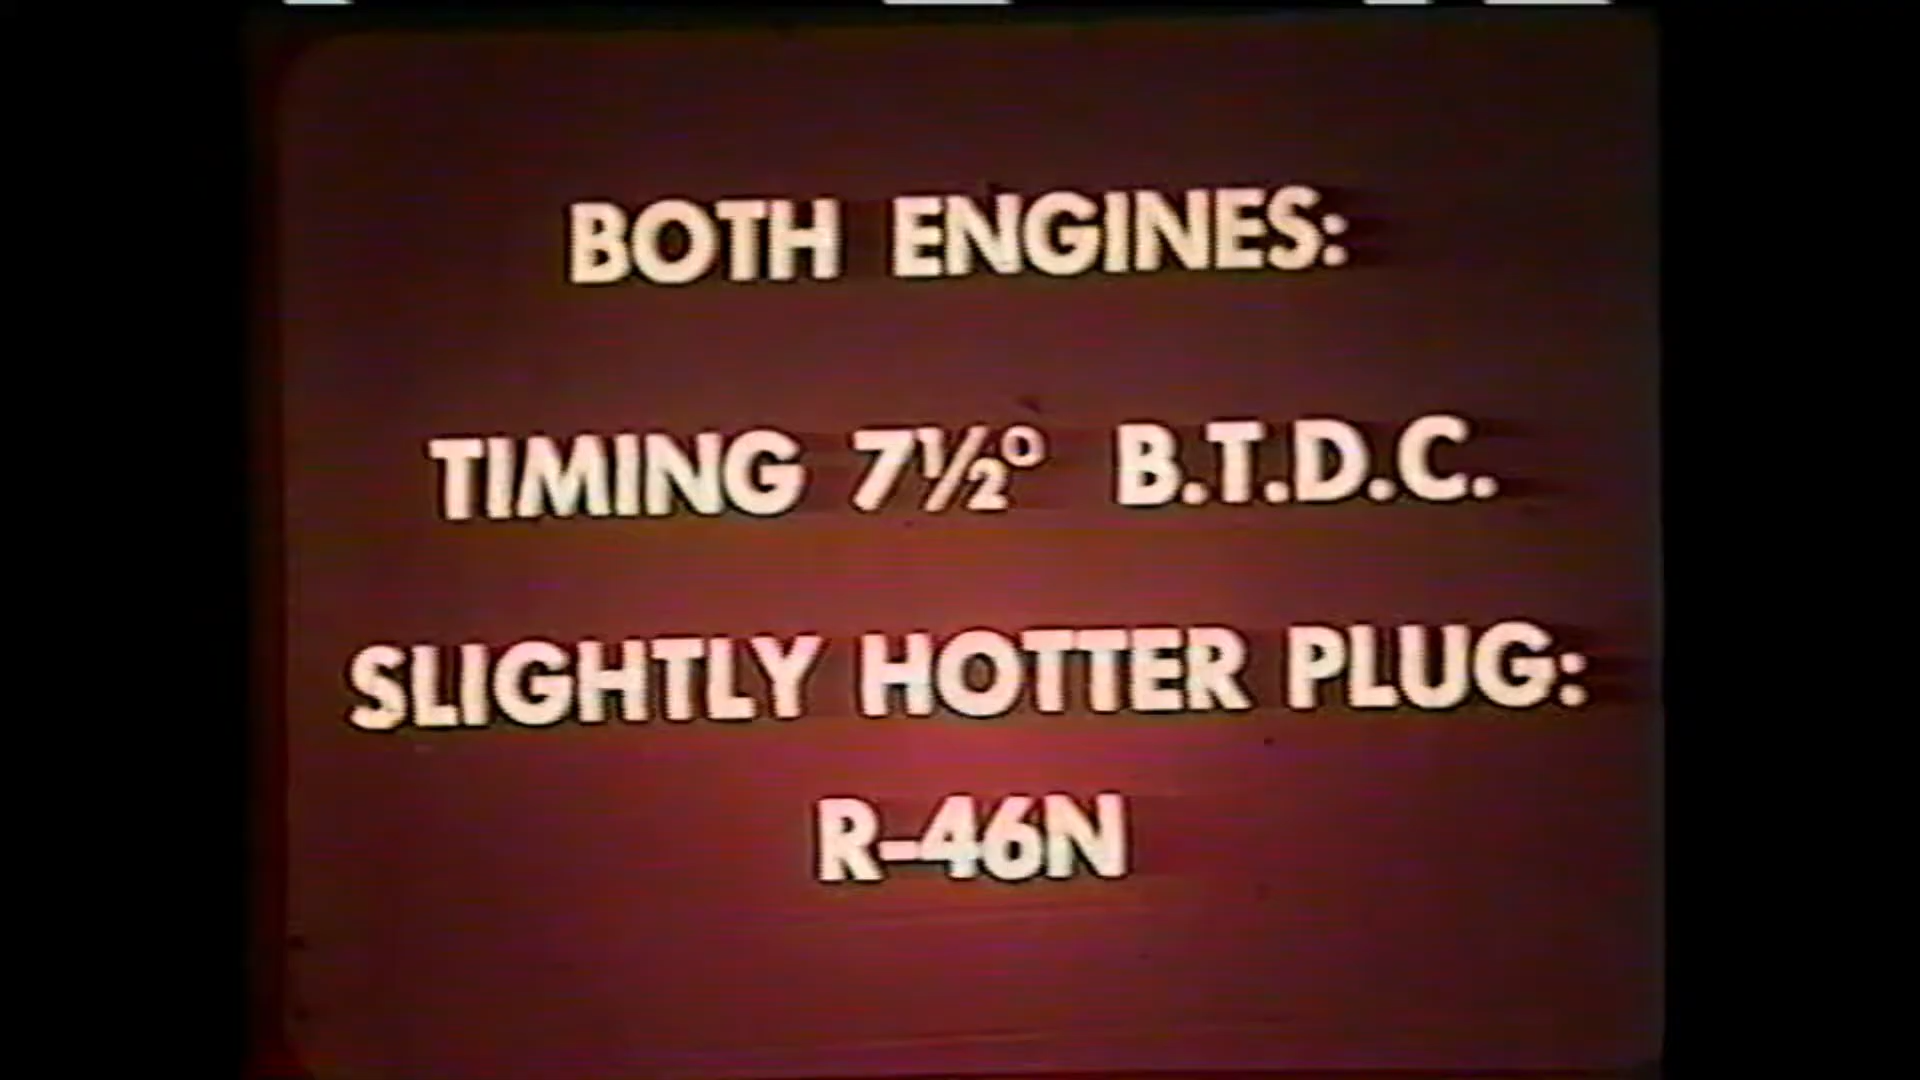 BOTH ENGINES:
TIMING 7½° B.T.D.C.
SLIGHTLY HOTTER PLUG:
R-46N